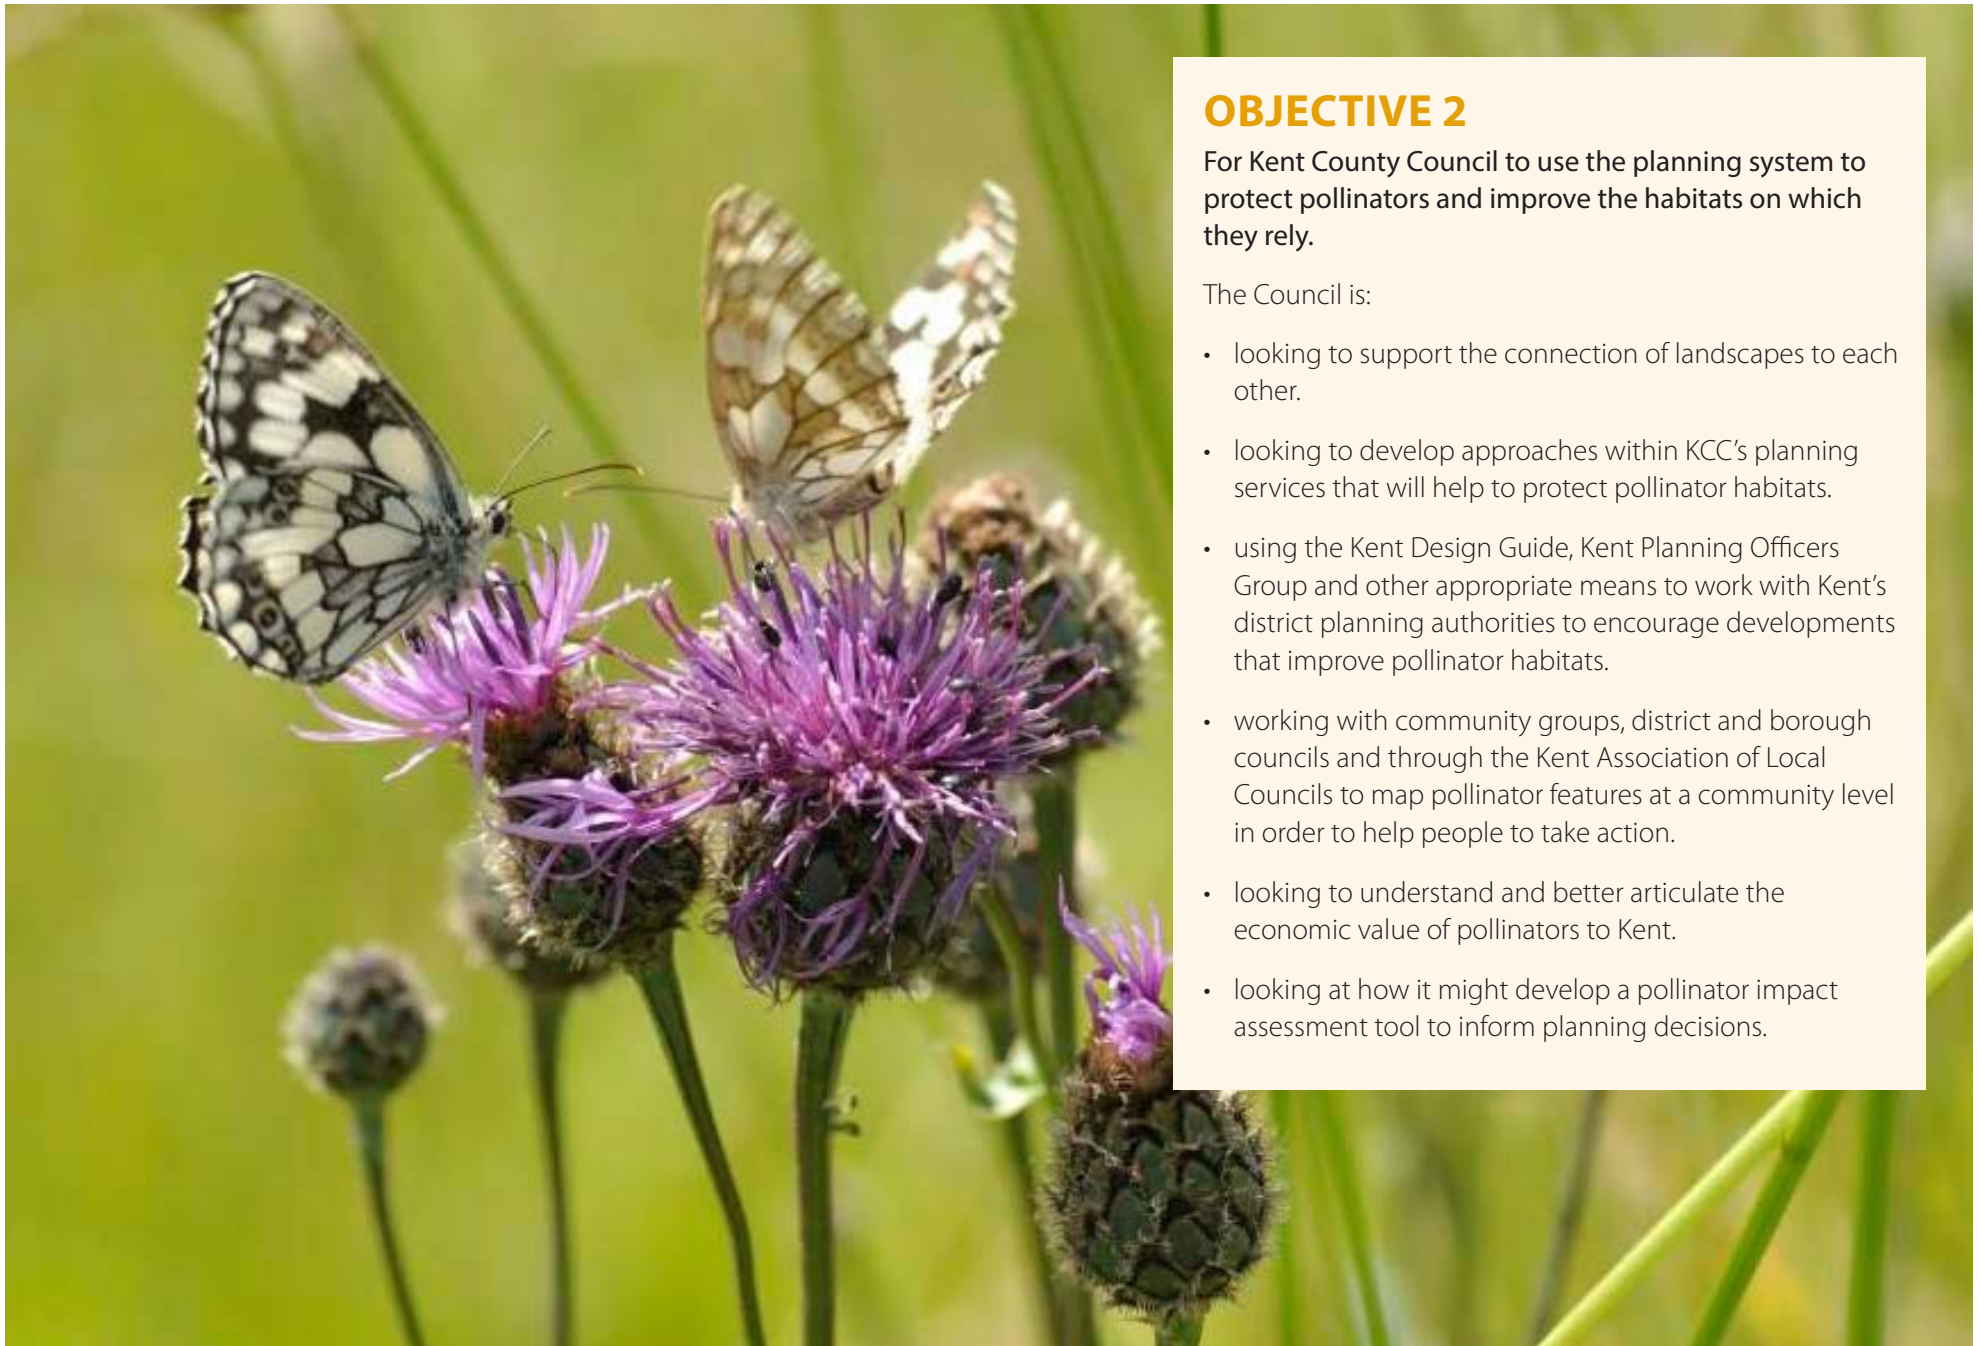 OBJECTIVE 2
For Kent County Council to use the planning system to
protect pollinators and improve the habitats on which
they rely.
The Council is:
• looking to support the connection of landscapes to each
other.
• looking to develop approaches within KCC’s planning
services that will help to protect pollinator habitats.
• using the Kent Design Guide, Kent Planning Officers
Group and other appropriate means to work with Kent’s
district planning authorities to encourage developments
that improve pollinator habitats.
• working with community groups, district and borough
councils and through the Kent Association of Local
Councils to map pollinator features at a community level
in order to help people to take action.
• looking to understand and better articulate the
economic value of pollinators to Kent.
• looking at how it might develop a pollinator impact
assessment tool to inform planning decisions.